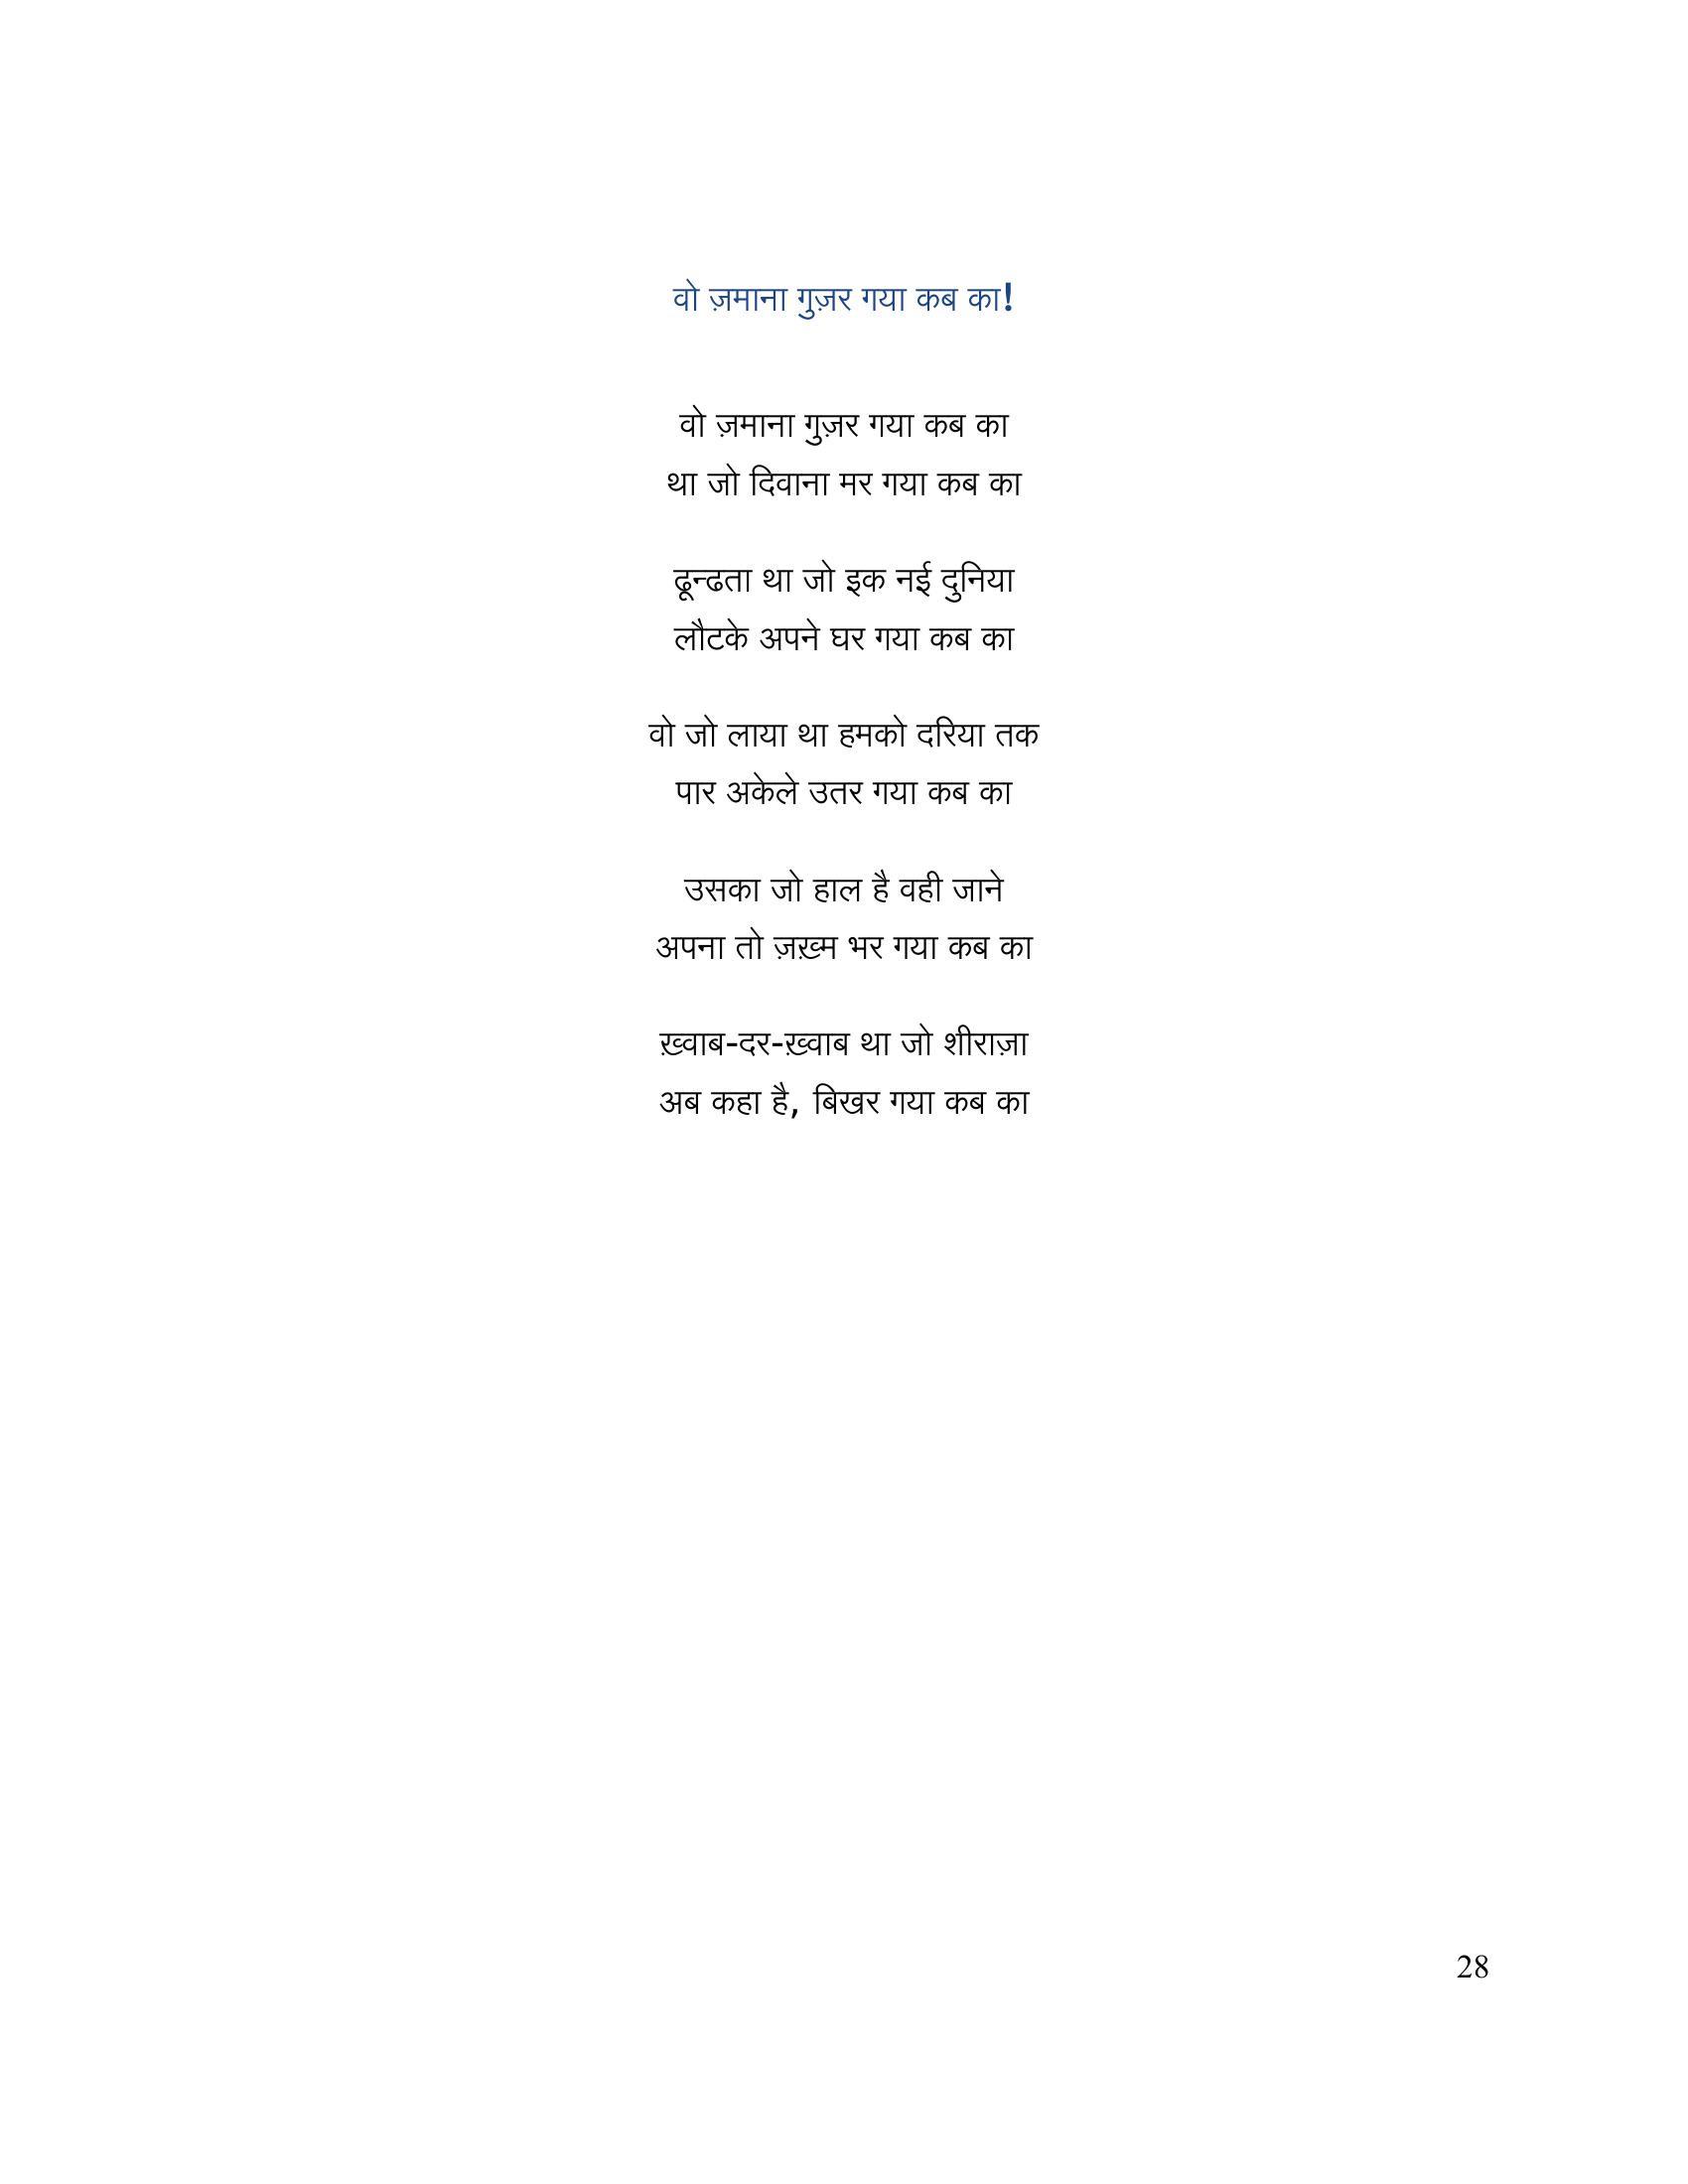 वो ज़माना गुज़र गया कब का!
वो ज़माना गुज़र गया कब का
था जो दिवाना मर गया कब का
ढून्ढता था जो इक नई दुनिया
लौटके अपने घर गया कब का
वो जो लाया था हमको दरिया तक
पार अकेले उतर गया कब का
उसका जो हाल है वही जाने
अपना तो ज़ख़्म भर गया कब का
ख़्वाब-दर-ख़्वाब था जो शीराज़ा
अब कहा है, बिखर गया कब का
28